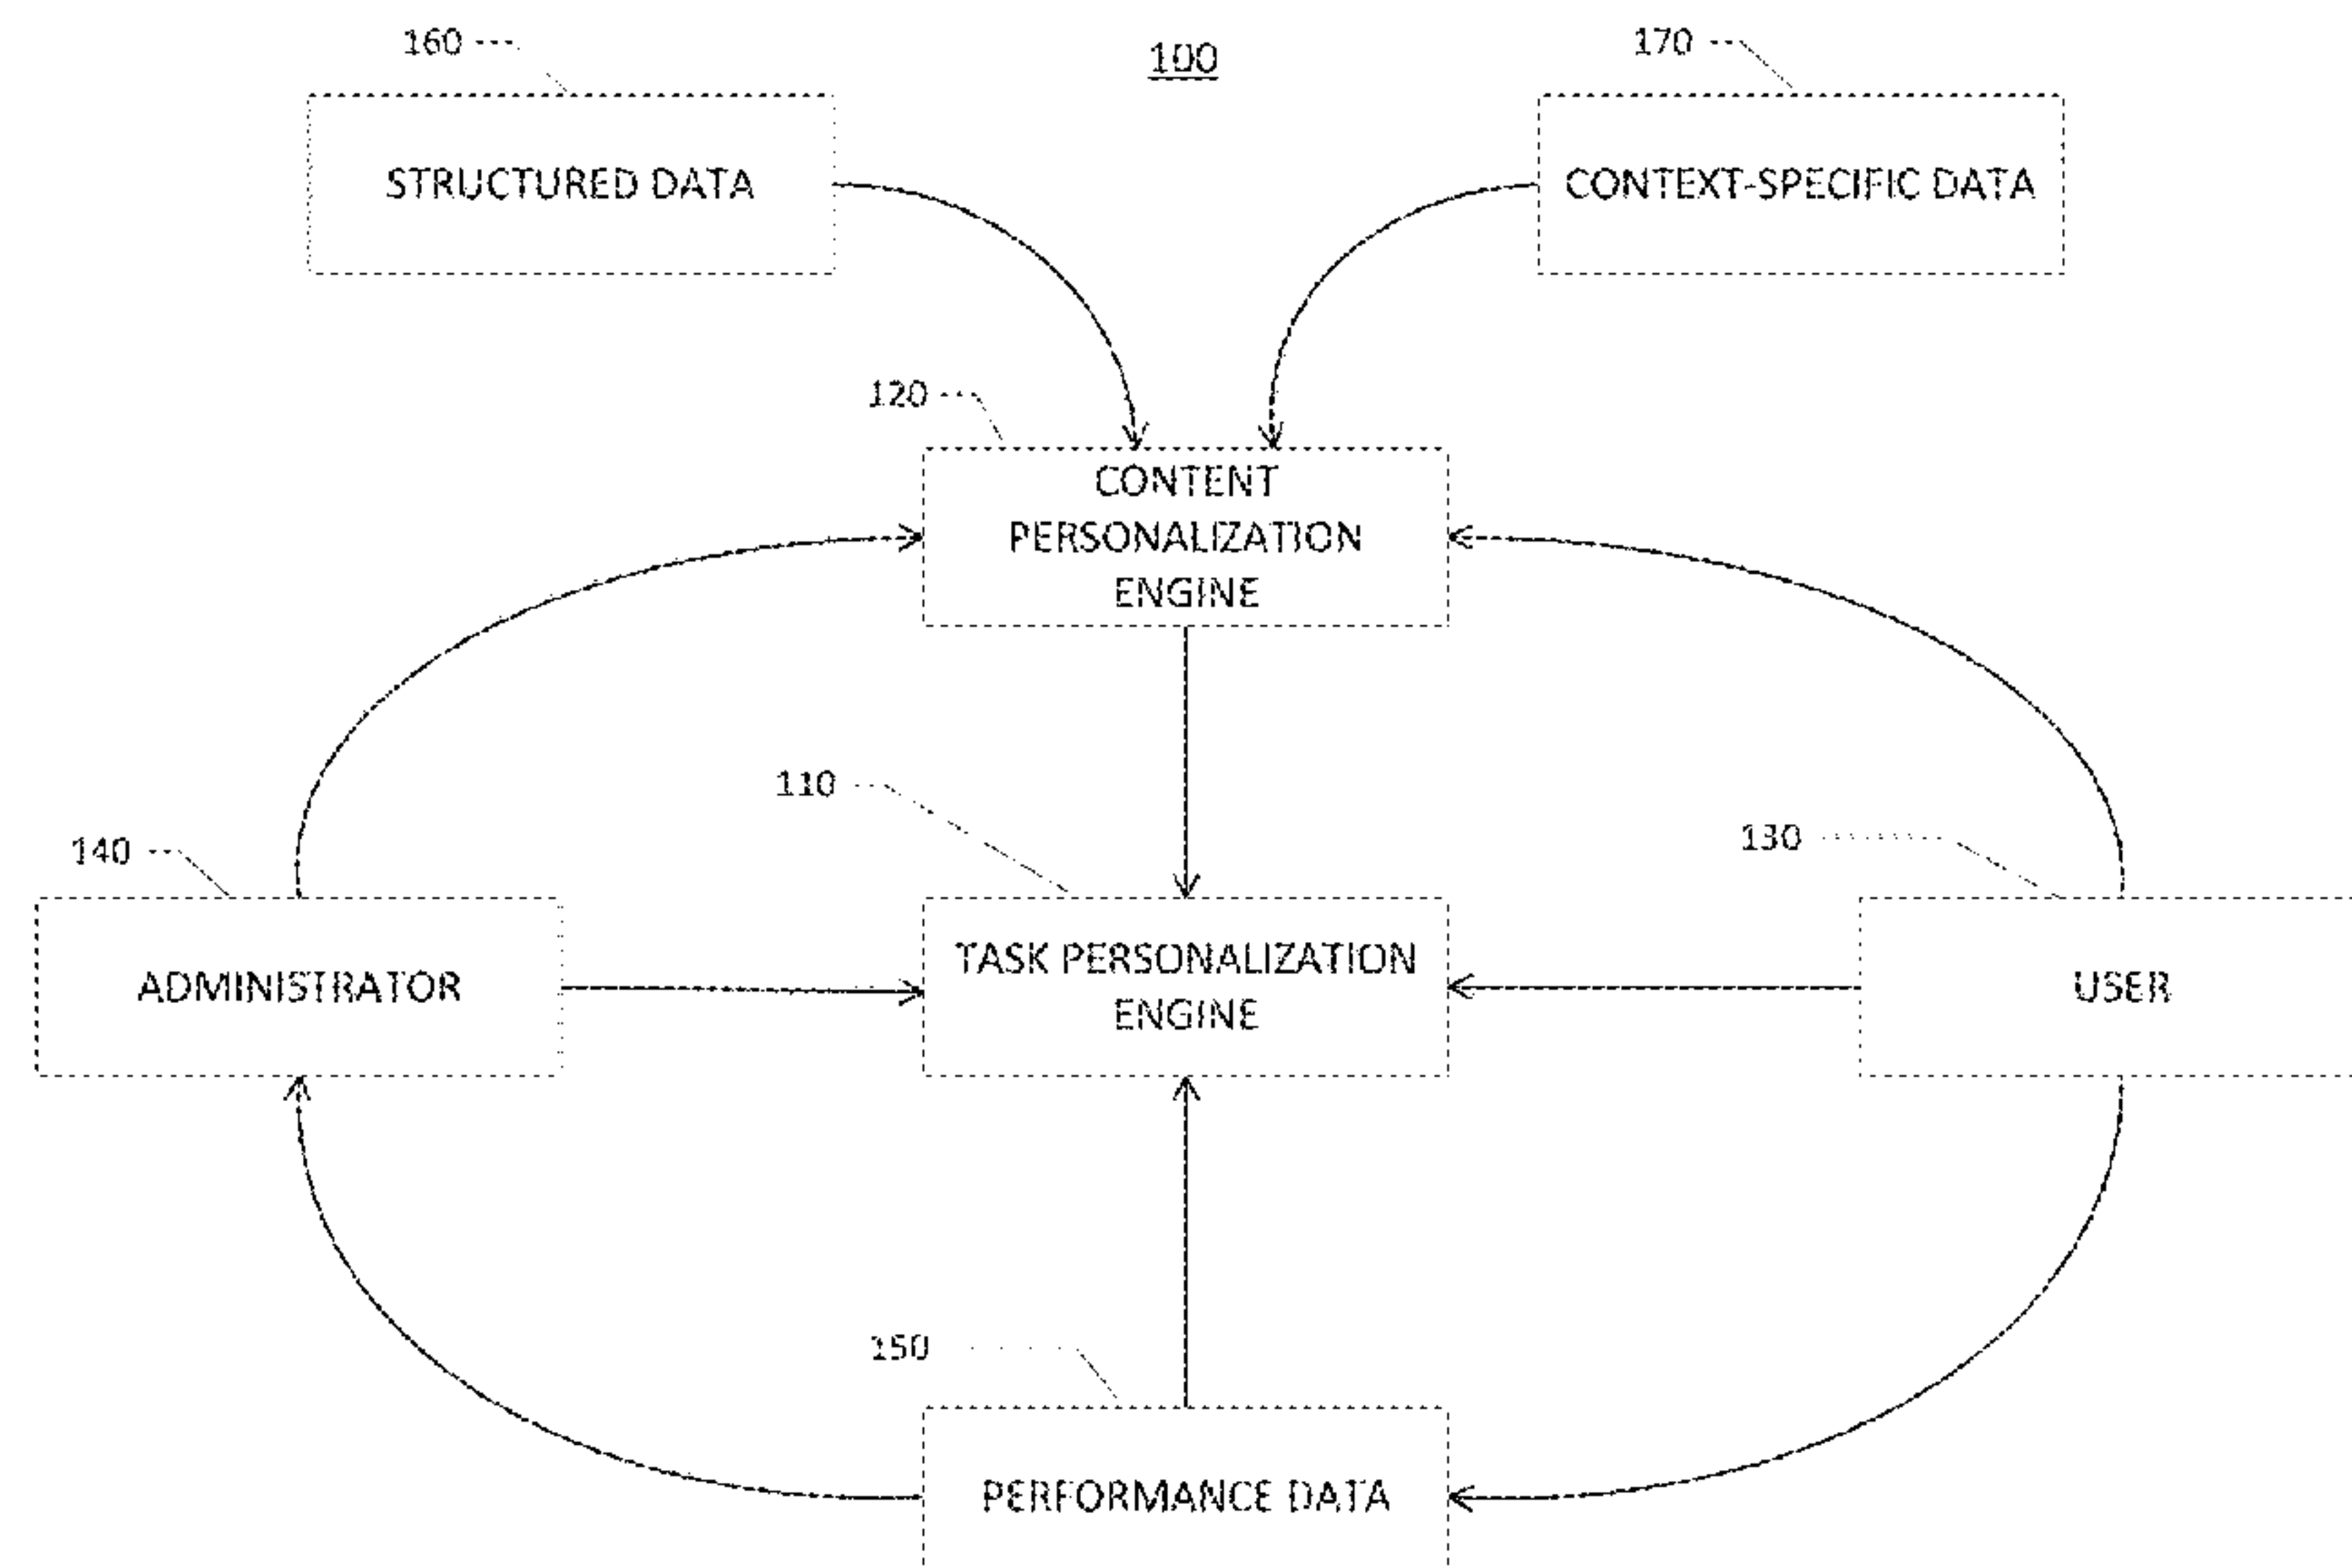 160
100
170
STRUCTURED DATA
CONTEXT-SPECIFIC DATA
120
CONTENT
PERSONALIZATION
ENGINE
110
140
130
ADMINISTRATOR
TASK PERSONALIZATION
ENGINE
USER
150
PERFORMANCE DATA